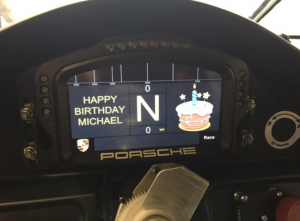 0
HAPPY
BIRTHDAY
MICHAEL
N
0
Race
PORSCHE